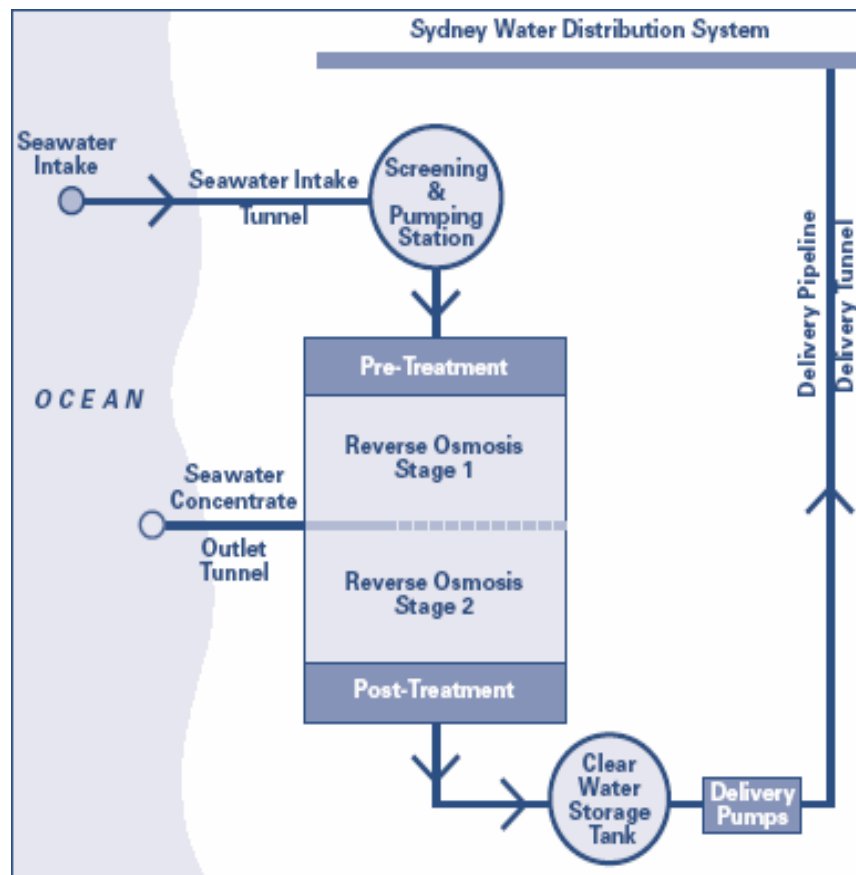 Sydney Water Distribution System
Seawater
Intake
Seawater Intake
Tunnel
Screening
&
Pumping
Station
Pre-Treatment
OCEAN
Reverse Osmosis
Stage 1
Seawater
Concentrate
Outlet
Tunnel
Reverse Osmosis
Stage 2
Post-Treatment
Clear
Water
Storage
Tank
Delivery
Pumps
Delivery Pipeline
Delivery Tunnel